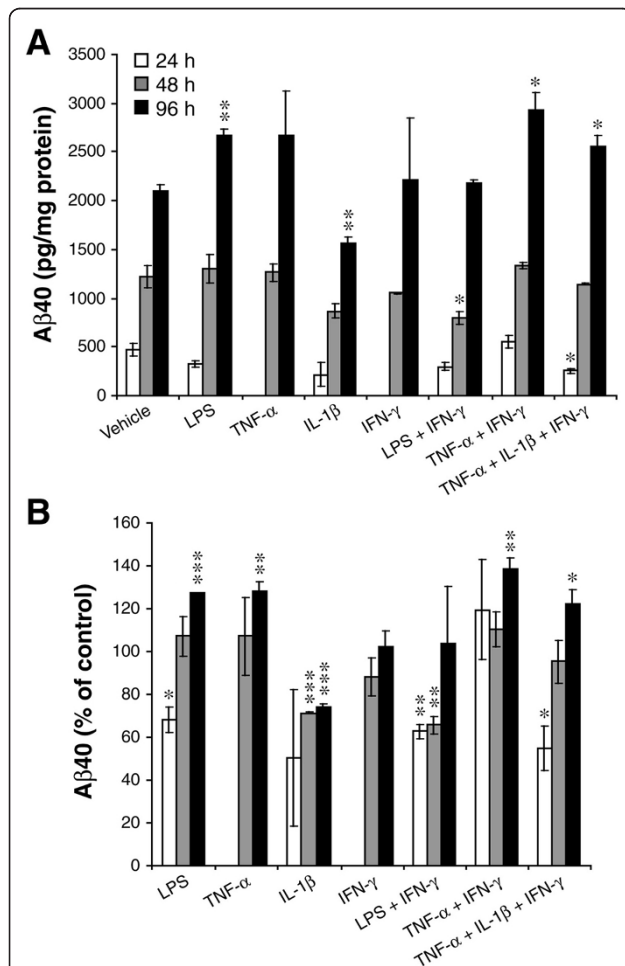 A
3500
3000
2500
2000
1500
1000
500
0
Aβ40 (pg/mg protein)
24 h
48 h
96 h
**
**
*
*
*
*
Vehicle
LPS
TNF-α
IL-1β
IFN-γ
LPS + IFN-γ
TNF-α + IFN-γ
TNF-α + IL-1β + IFN-γ
B
160
140
120
100
80
60
40
20
0
Aβ40 (% of control)
*
***
**
***
***
**
**
**
*
*
LPS
TNF-α
IL-1β
IFN-γ
LPS + IFN-γ
TNF-α + IFN-γ
TNF-α + IL-1β + IFN-γ